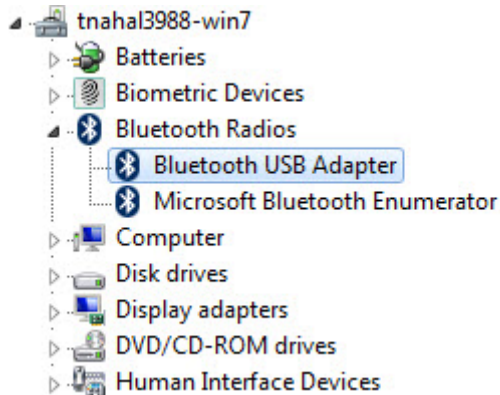 tnahal3988-win7
Batteries
Biometric Devices
Bluetooth Radios
Bluetooth USB Adapter
Microsoft Bluetooth Enumerator
Computer
Disk drives
Display adapters
DVD/CD-ROM drives
Human Interface Devices